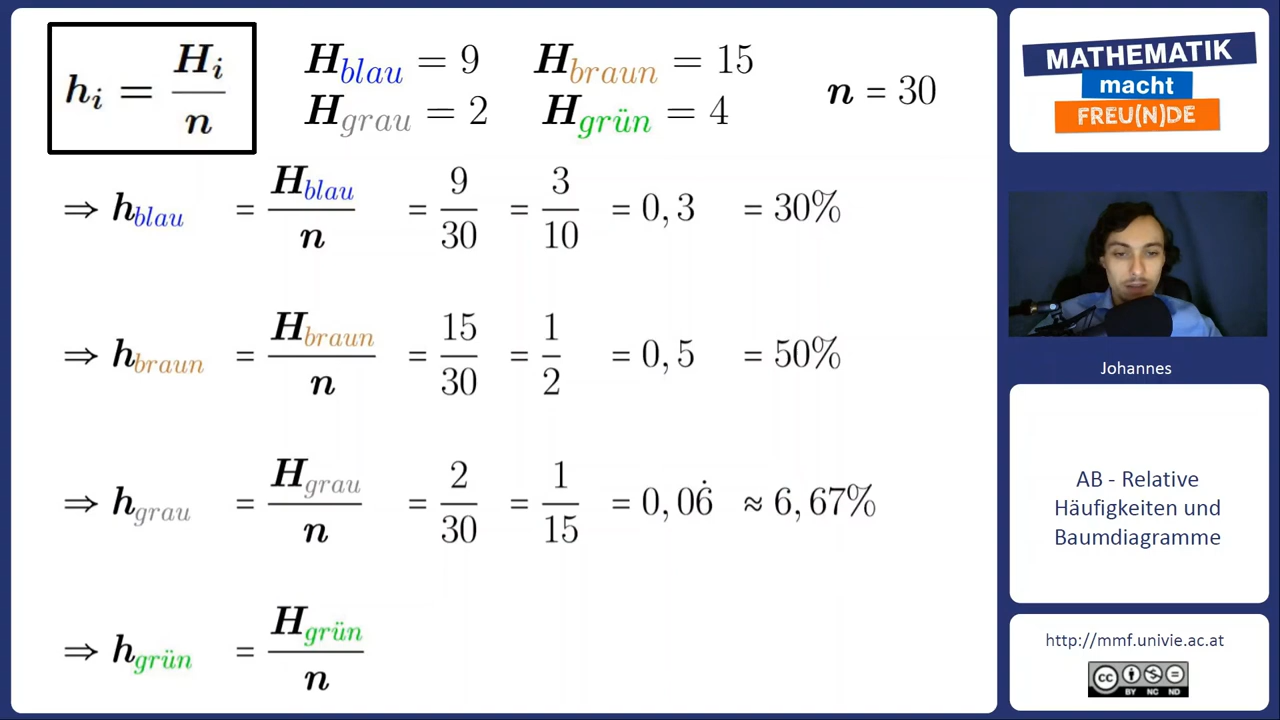 h_i = H_i / n
H_blau = 9 H_braun = 15 n = 30
H_grau = 2 H_grün = 4
⇒ h_blau = H_blau / n = 9/30 = 3/10 = 0,3 = 30%
⇒ h_braun = H_braun / n = 15/30 = 1/2 = 0,5 = 50%
⇒ h_grau = H_grau / n = 2/30 = 1/15 = 0,06̇ ≈ 6,67%
⇒ h_grün = H_grün / n
MATHEMATIK
macht
FREU(N)DE
Johannes
AB - Relative
Häufigkeiten und
Baumdiagramme
http://mmf.univie.ac.at
cc
BY NC ND